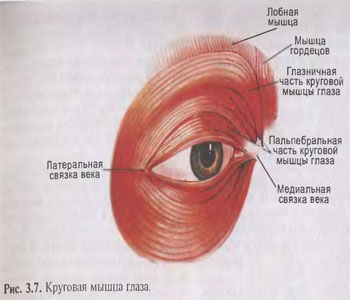 Лобная
мышца
Мышца
гордецов
Глазничная
часть круговой
мышцы глаза
Пальпебральная
часть круговой
мышцы глаза
Латеральная
связка века
Медиальная
связка века
Рис. 3.7. Круговая мышца глаза.